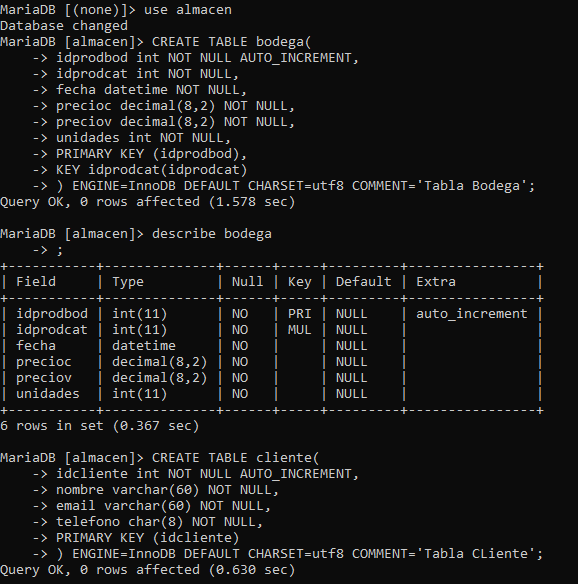 MariaDB [(none)]> use almacen
Database changed
MariaDB [almacen]> CREATE TABLE bodega(
    -> idprodbod int NOT NULL AUTO_INCREMENT,
    -> idprodcat int NOT NULL,
    -> fecha datetime NOT NULL,
    -> precioc decimal(8,2) NOT NULL,
    -> preciov decimal(8,2) NOT NULL,
    -> unidades int NOT NULL,
    -> PRIMARY KEY (idprodbod),
    -> KEY idprodcat(idprodcat)
    -> ) ENGINE=InnoDB DEFAULT CHARSET=utf8 COMMENT='Tabla Bodega';
Query OK, 0 rows affected (1.578 sec)

MariaDB [almacen]> describe bodega
    -> ;
+-----------+--------------+------+-----+---------+----------------+
| Field     | Type         | Null | Key | Default | Extra          |
+-----------+--------------+------+-----+---------+----------------+
| idprodbod | int(11)      | NO   | PRI | NULL    | auto_increment |
| idprodcat | int(11)      | NO   | MUL | NULL    |                |
| fecha     | datetime     | NO   |     | NULL    |                |
| precioc   | decimal(8,2) | NO   |     | NULL    |                |
| preciov   | decimal(8,2) | NO   |     | NULL    |                |
| unidades  | int(11)      | NO   |     | NULL    |                |
+-----------+--------------+------+-----+---------+----------------+
6 rows in set (0.367 sec)

MariaDB [almacen]> CREATE TABLE cliente(
    -> idcliente int NOT NULL AUTO_INCREMENT,
    -> nombre varchar(60) NOT NULL,
    -> email varchar(60) NOT NULL,
    -> telefono char(8) NOT NULL,
    -> PRIMARY KEY (idcliente)
    -> ) ENGINE=InnoDB DEFAULT CHARSET=utf8 COMMENT='Tabla CLiente';
Query OK, 0 rows affected (0.630 sec)